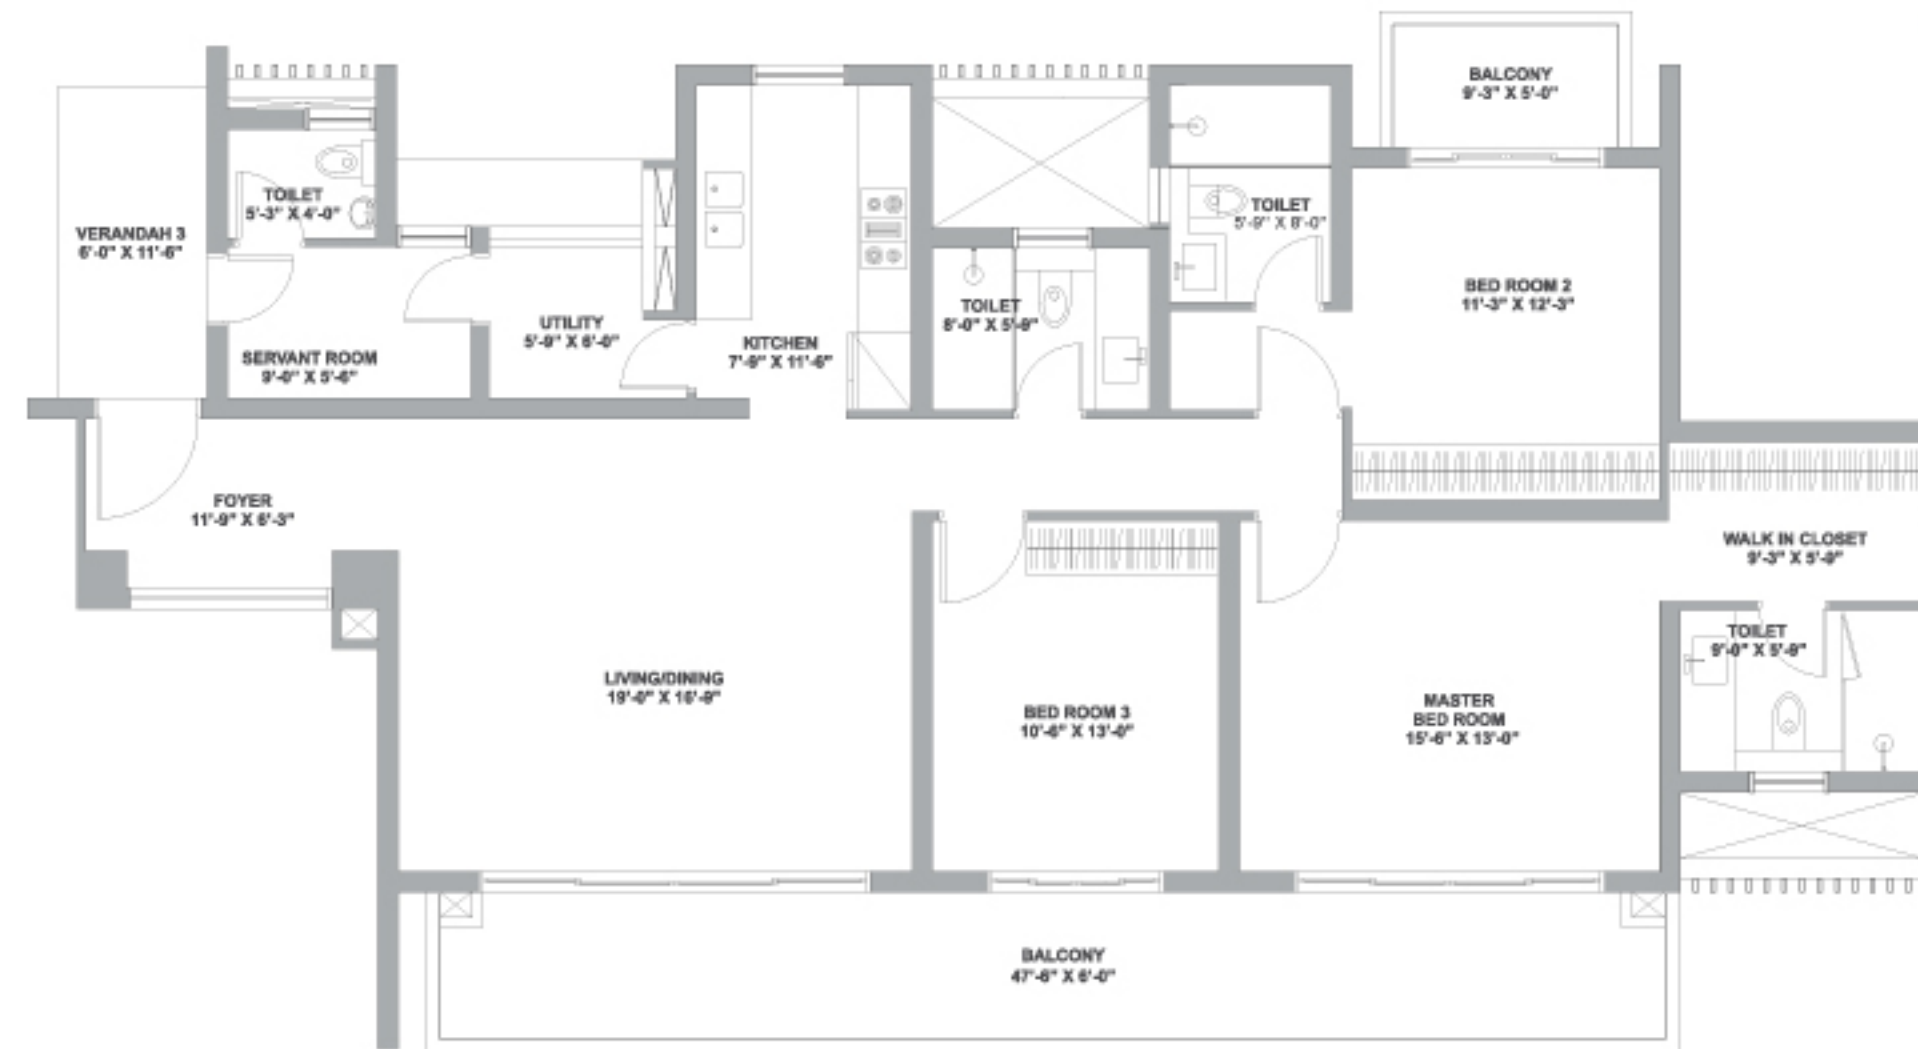 BALCONY
9'-3" X 5'-0"
TOILET
5'-3" X 4'-0"
VERANDAH 3
6'-0" X 11'-6"
TOILET
5'-9" X 8'-0"
BED ROOM 2
11'-3" X 12'-3"
UTILITY
5'-9" X 6'-0"
TOILET
8'-0" X 5'-9"
KITCHEN
7'-9" X 11'-6"
SERVANT ROOM
9'-0" X 5'-6"
FOYER
11'-9" X 6'-3"
WALK IN CLOSET
9'-3" X 5'-9"
TOILET
9'-0" X 5'-9"
LIVING/DINING
19'-0" X 16'-9"
BED ROOM 3
10'-6" X 13'-0"
MASTER
BED ROOM
15'-6" X 13'-0"
BALCONY
47'-6" X 6'-0"